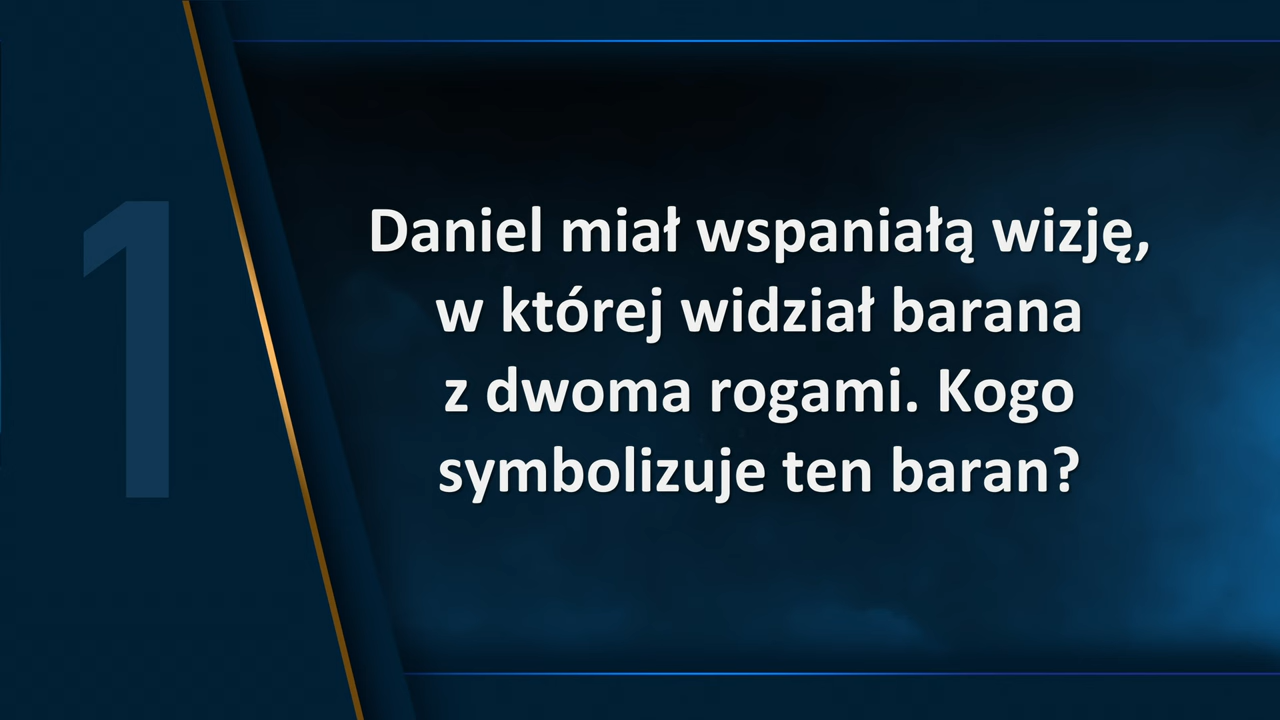 1
Daniel miał wspaniałą wizję,
w której widział barana
z dwoma rogami. Kogo
symbolizuje ten baran?